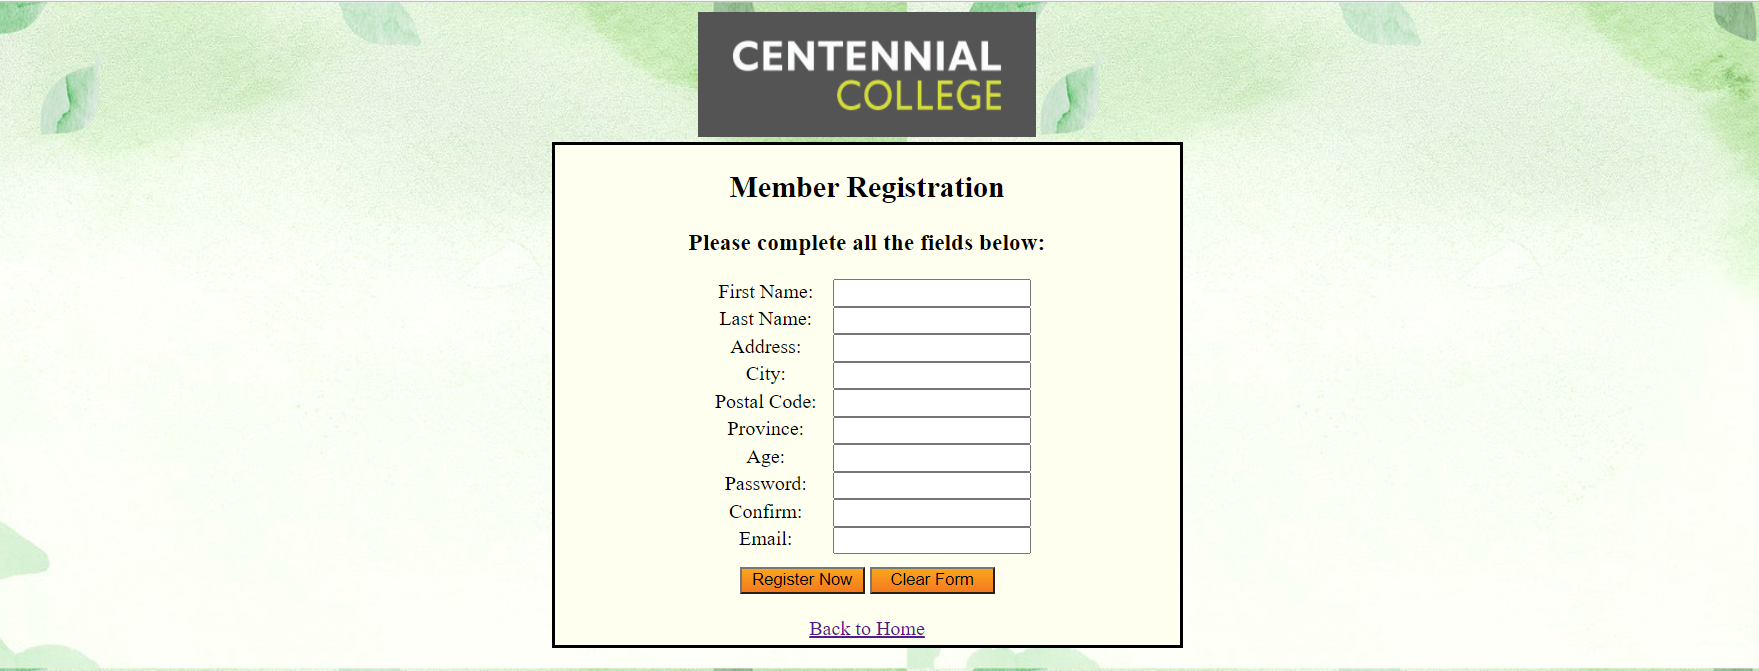 CENTENNIAL
COLLEGE
Member Registration
Please complete all the fields below:
First Name:
Last Name:
Address:
City:
Postal Code:
Province:
Age:
Password:
Confirm:
Email:
Register Now Clear Form
Back to Home